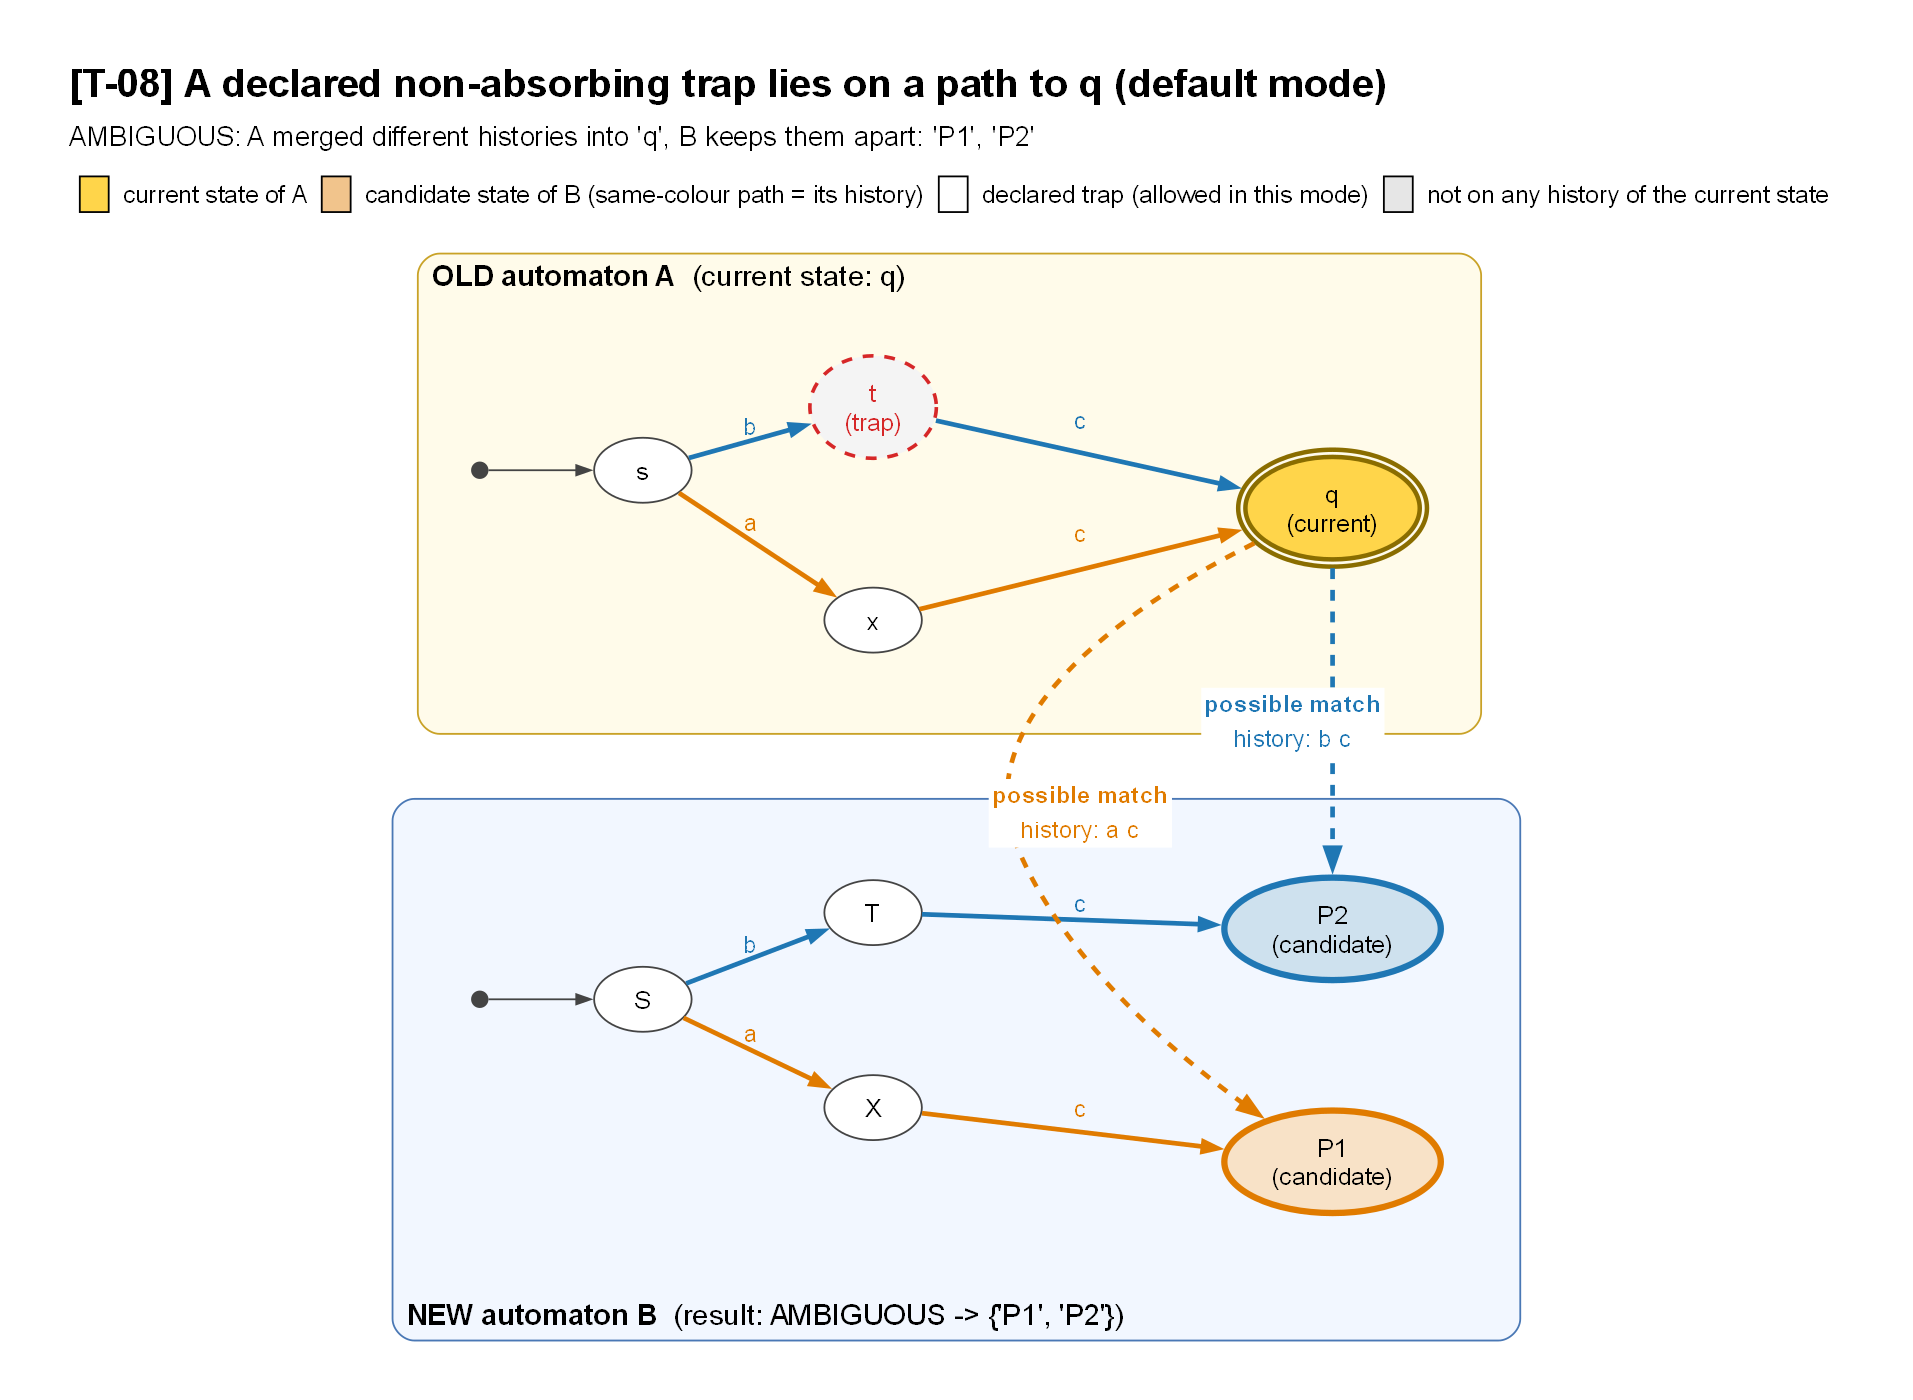 [T-08] A declared non-absorbing trap lies on a path to q (default mode)
AMBIGUOUS: A merged different histories into 'q', B keeps them apart: 'P1', 'P2'
current state of A
candidate state of B (same-colour path = its history)
declared trap (allowed in this mode)
not on any history of the current state
OLD automaton A (current state: q)
t
(trap)
b
c
s
q
(current)
a
c
x
possible match
history: b c
possible match
history: a c
T
c
P2
(candidate)
b
S
a
X
c
P1
(candidate)
NEW automaton B (result: AMBIGUOUS -> {'P1', 'P2'})